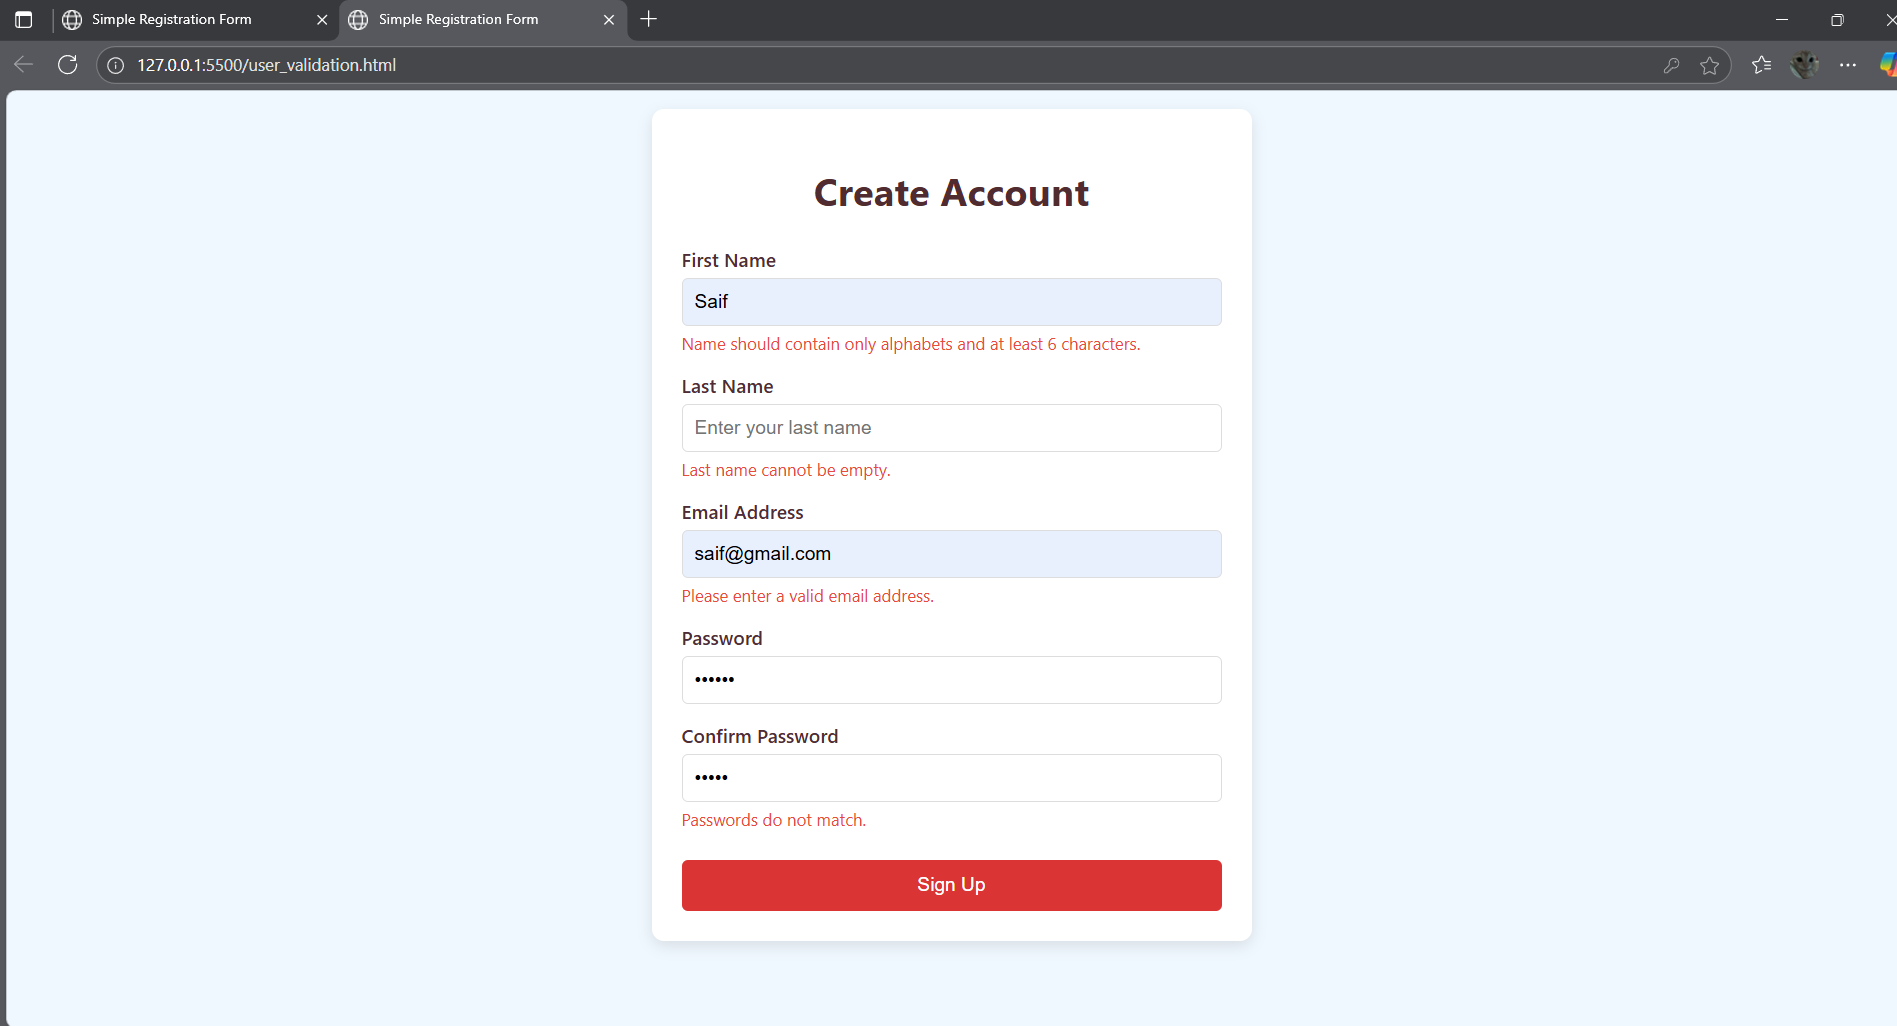 Simple Registration Form
Simple Registration Form
127.0.0.1:5500/user_validation.html
Create Account
First Name
Saif
Name should contain only alphabets and at least 6 characters.
Last Name
Enter your last name
Last name cannot be empty.
Email Address
saif@gmail.com
Please enter a valid email address.
Password
••••••
Confirm Password
•••••
Passwords do not match.
Sign Up